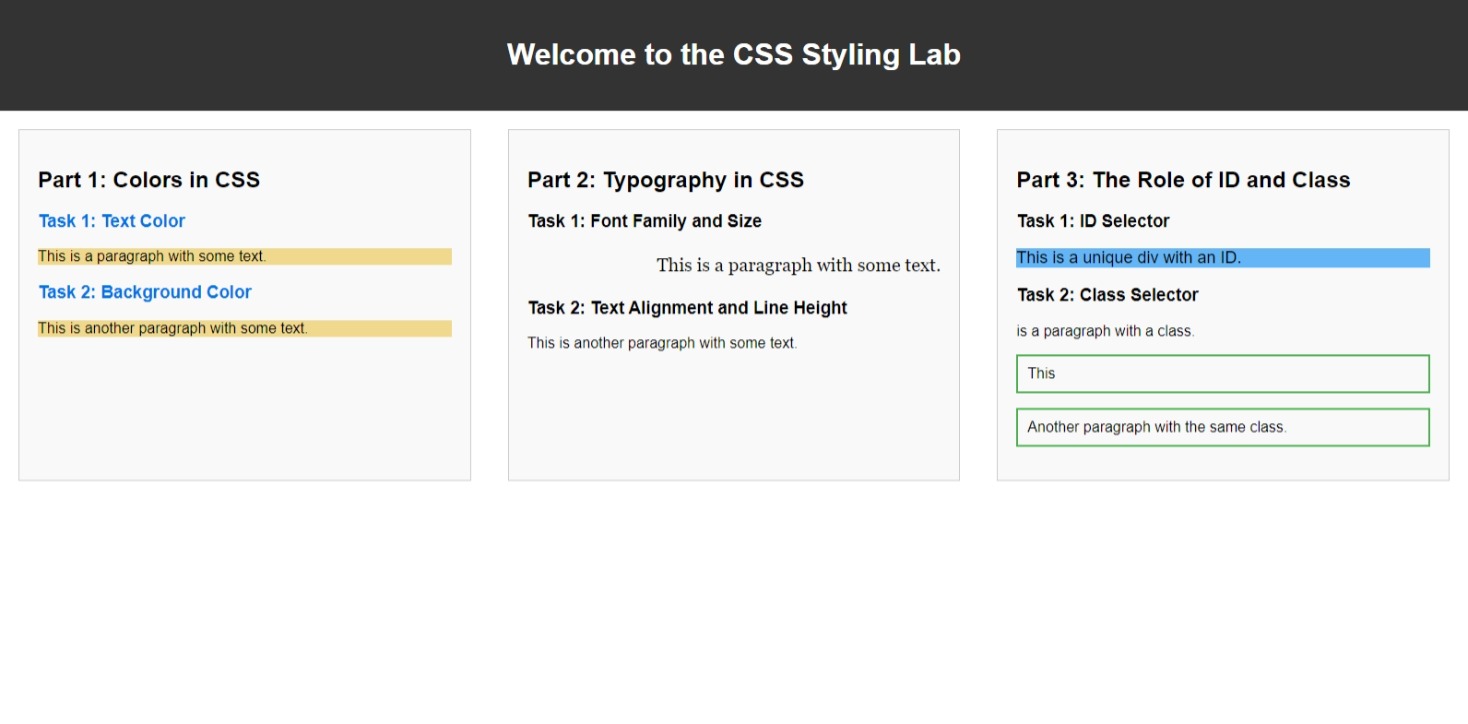 Welcome to the CSS Styling Lab
Part 1: Colors in CSS
Task 1: Text Color
This is a paragraph with some text.
Task 2: Background Color
This is another paragraph with some text.
Part 2: Typography in CSS
Task 1: Font Family and Size
This is a paragraph with some text.
Task 2: Text Alignment and Line Height
This is another paragraph with some text.
Part 3: The Role of ID and Class
Task 1: ID Selector
This is a unique div with an ID.
Task 2: Class Selector
is a paragraph with a class.
This
Another paragraph with the same class.